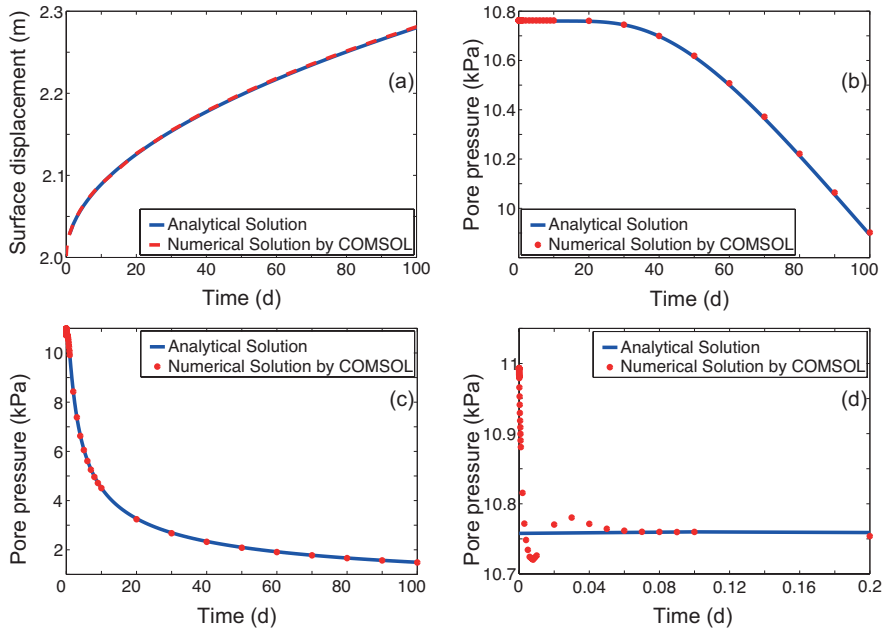 2.3
2.2
2.1
2.0
0
20
40
60
80
100
Surface displacement (m)
(a)
Analytical Solution
Numerical Solution by COMSOL
Time (d)
10.8
10.6
10.4
10.2
10
0
20
40
60
80
100
Pore pressure (kPa)
(b)
Analytical Solution
Numerical Solution by COMSOL
Time (d)
10
8
6
4
2
0
20
40
60
80
100
Pore pressure (kPa)
(c)
Analytical Solution
Numerical Solution by COMSOL
Time (d)
11
10.9
10.8
10.7
0
0.04
0.08
0.12
0.16
0.2
Pore pressure (kPa)
(d)
Analytical Solution
Numerical Solution by COMSOL
Time (d)